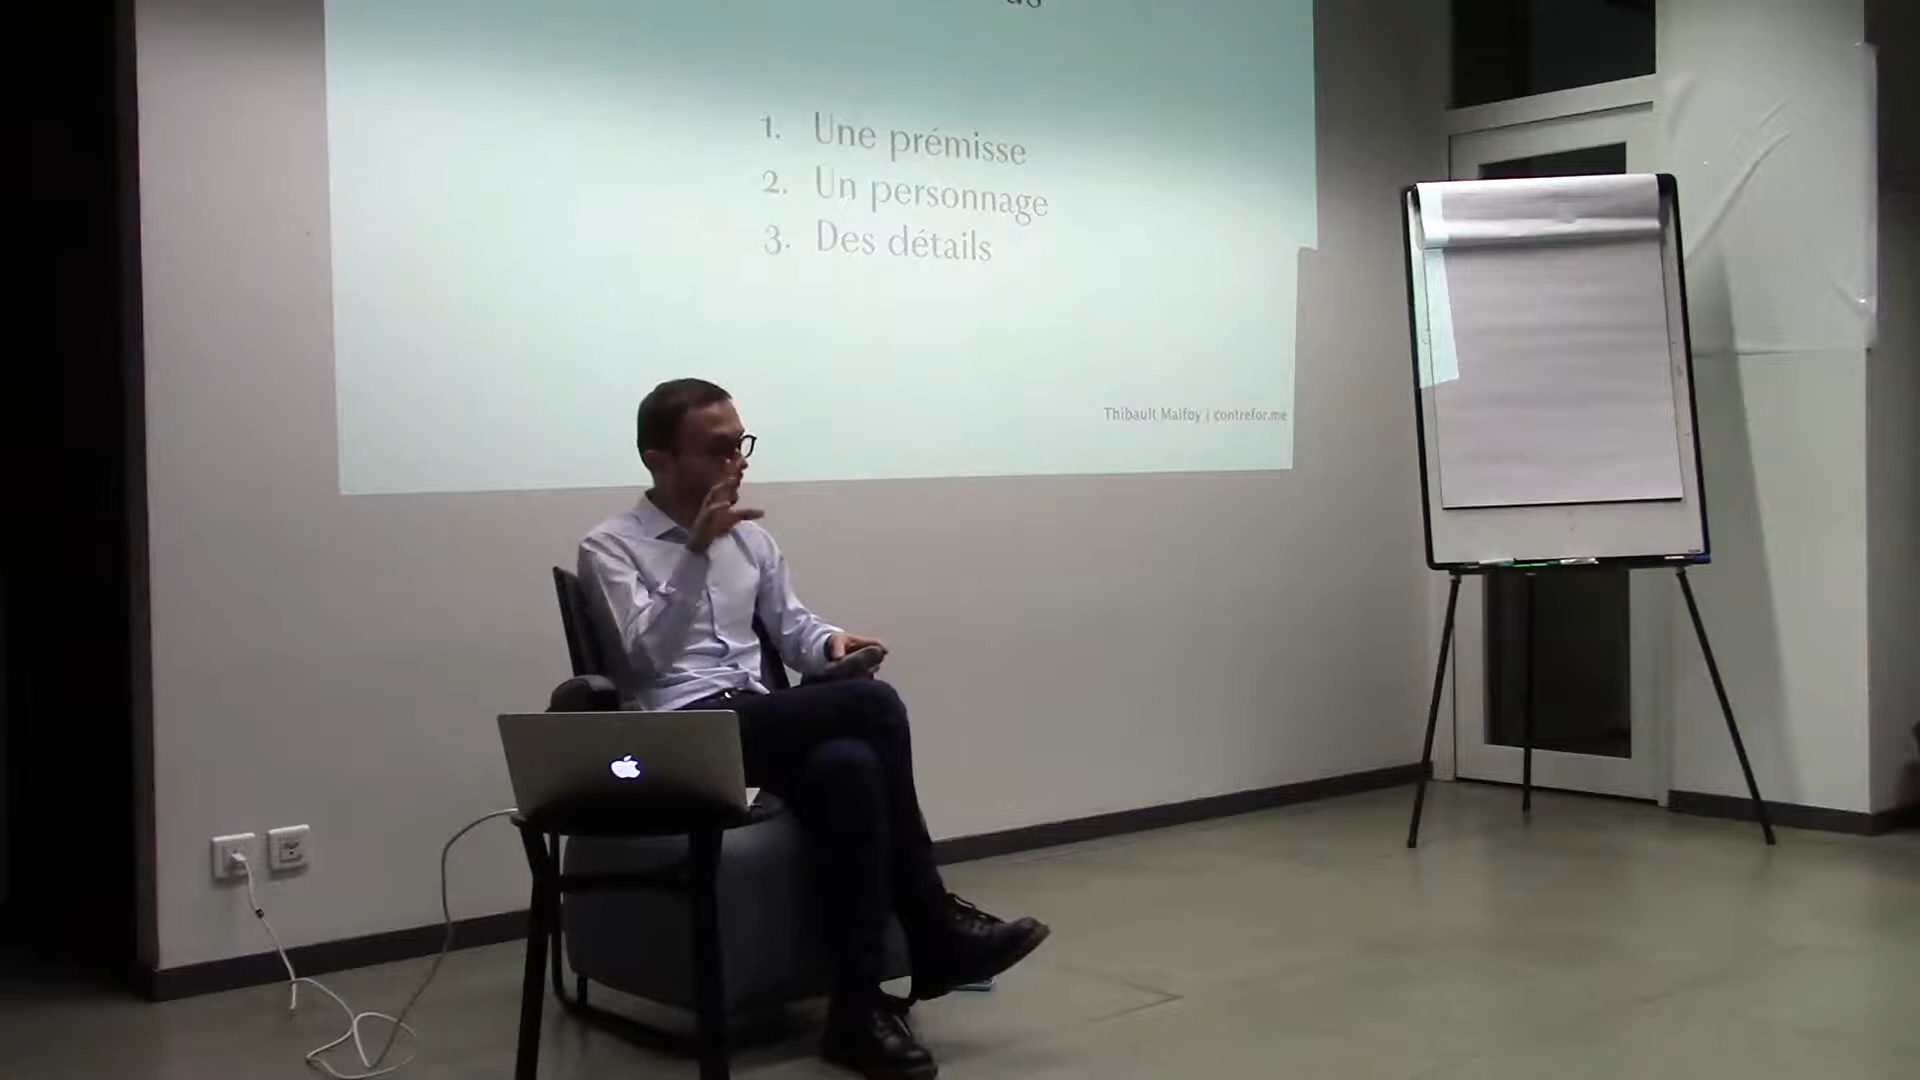 1. Une prémisse
2. Un personnage
3. Des détails
Thibault Malfoy | contrefor.me